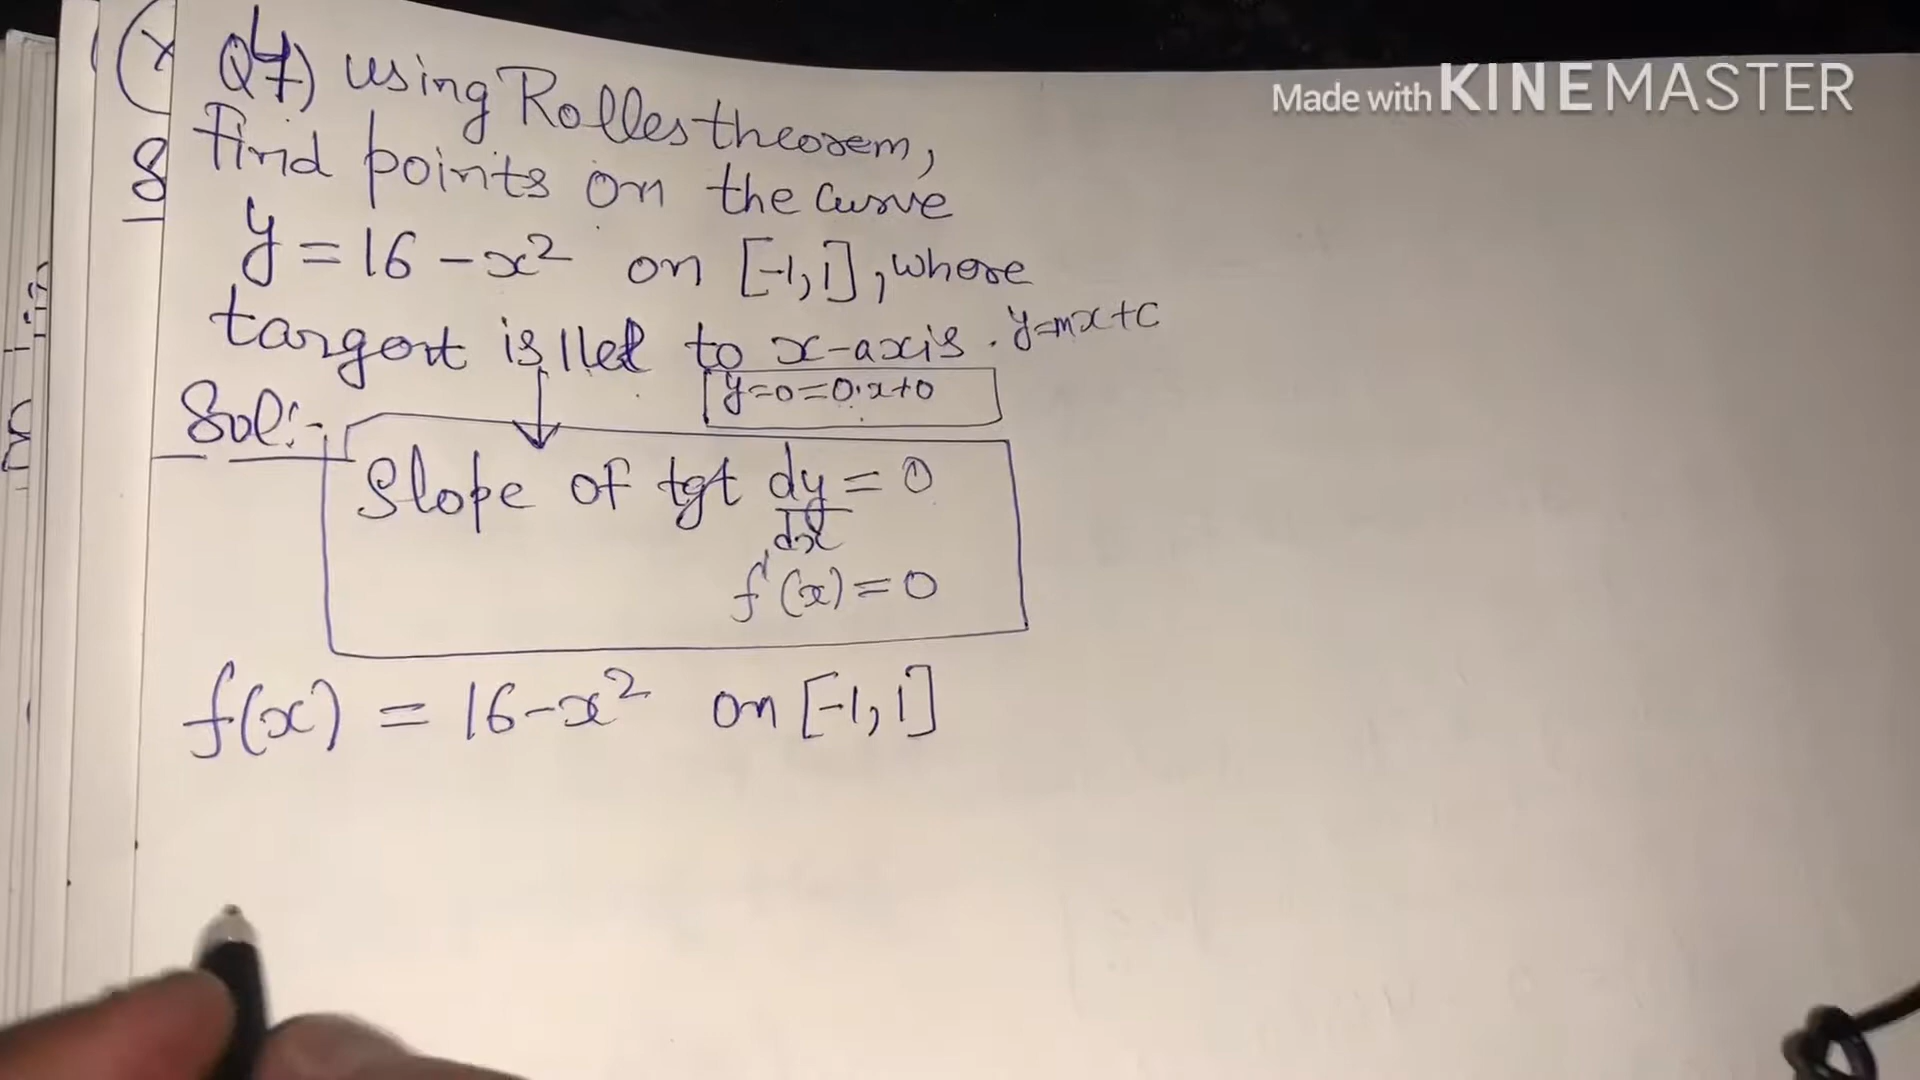 Q4) using Rolles theorem,
Find points on the curve
y = 16 - x² on [-1, 1], where
tangent is llel to x-axis. y=mx+c
y=0=0.x+0
Sol:-
Slope of tgt dy/dx = 0
f'(x) = 0
f(x) = 16-x² on [-1, 1]
Made with KINEMASTER